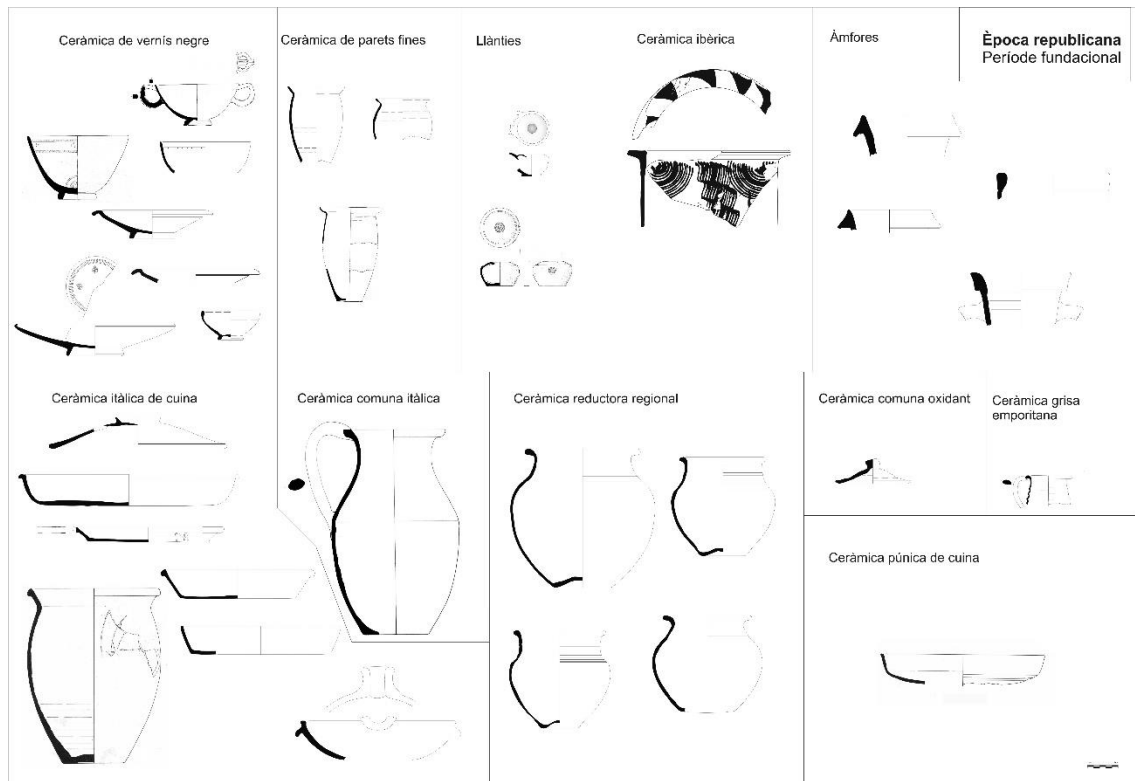 Ceràmica de vernís negre
Ceràmica de parets fines
Llànties
Ceràmica ibèrica
Àmfores
Època republicana
Període fundacional
Ceràmica itàlica de cuina
Ceràmica comuna itàlica
Ceràmica reductora regional
Ceràmica comuna oxidant
Ceràmica grisa
emporitana
Ceràmica púnica de cuina